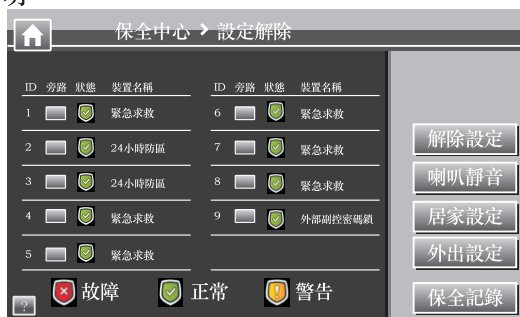 保全中心 > 設定解除
ID 旁路 狀態 裝置名稱
1 緊急求救
2 24小時防區
3 24小時防區
4 緊急求救
5 緊急求救
ID 旁路 狀態 裝置名稱
6 緊急求救
7 緊急求救
8 緊急求救
9 外部副控密碼鎖
故障 正常 警告
?
解除設定
喇叭靜音
居家設定
外出設定
保全記錄